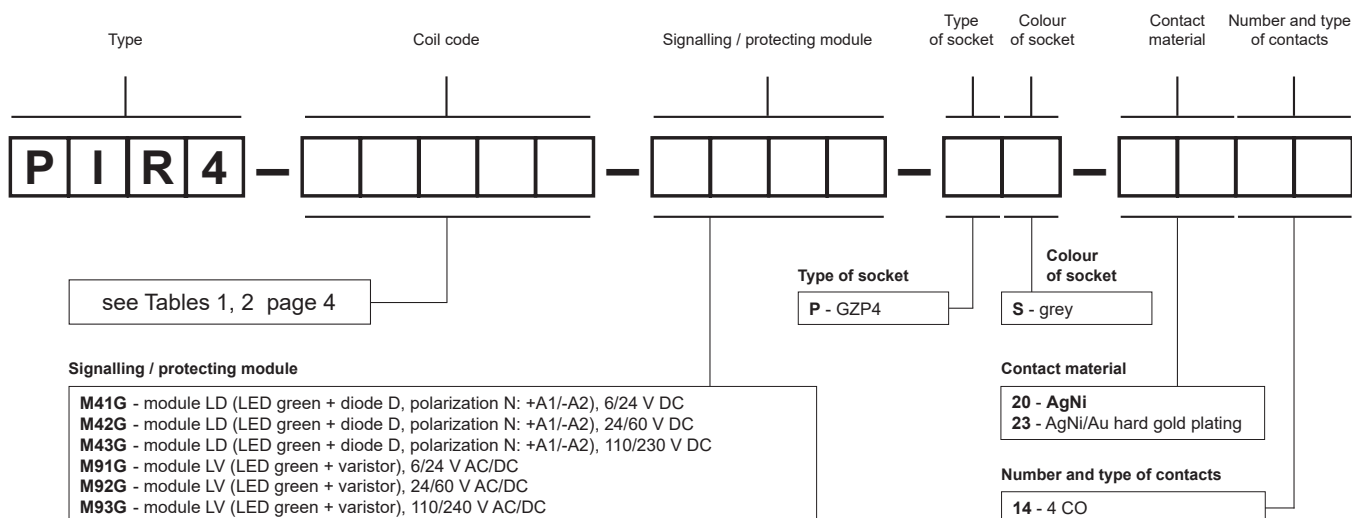 Type
Coil code
Signalling / protecting module
Type
of socket
Colour
of socket
Contact
material
Number and type
of contacts
P I R 4 – – – –
see Tables 1, 2 page 4
Type of socket
P - GZP4
Colour
of socket
S - grey
Signalling / protecting module
M41G - module LD (LED green + diode D, polarization N: +A1/-A2), 6/24 V DC
M42G - module LD (LED green + diode D, polarization N: +A1/-A2), 24/60 V DC
M43G - module LD (LED green + diode D, polarization N: +A1/-A2), 110/230 V DC
M91G - module LV (LED green + varistor), 6/24 V AC/DC
M92G - module LV (LED green + varistor), 24/60 V AC/DC
M93G - module LV (LED green + varistor), 110/240 V AC/DC
Contact material
20 - AgNi
23 - AgNi/Au hard gold plating
Number and type of contacts
14 - 4 CO